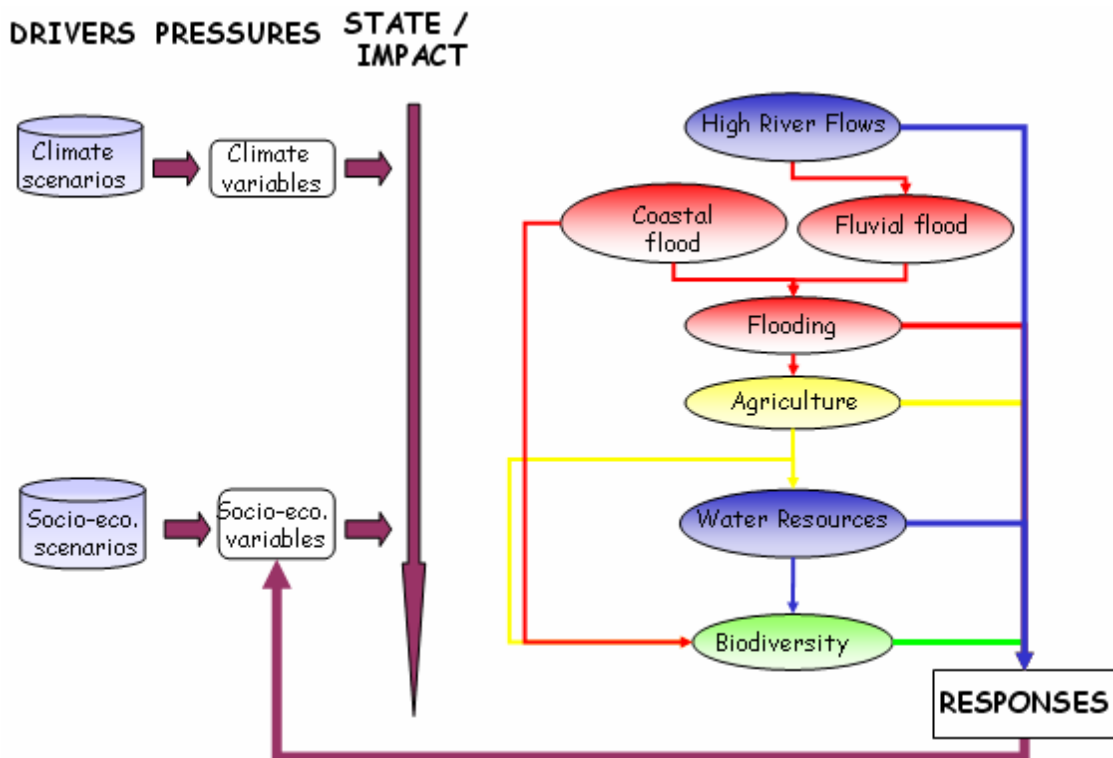 DRIVERS PRESSURES STATE /
IMPACT
Climate
scenarios
Climate
variables
High River Flows
Coastal
flood
Fluvial flood
Flooding
Agriculture
Socio-eco.
scenarios
Socio-eco.
variables
Water Resources
Biodiversity
RESPONSES